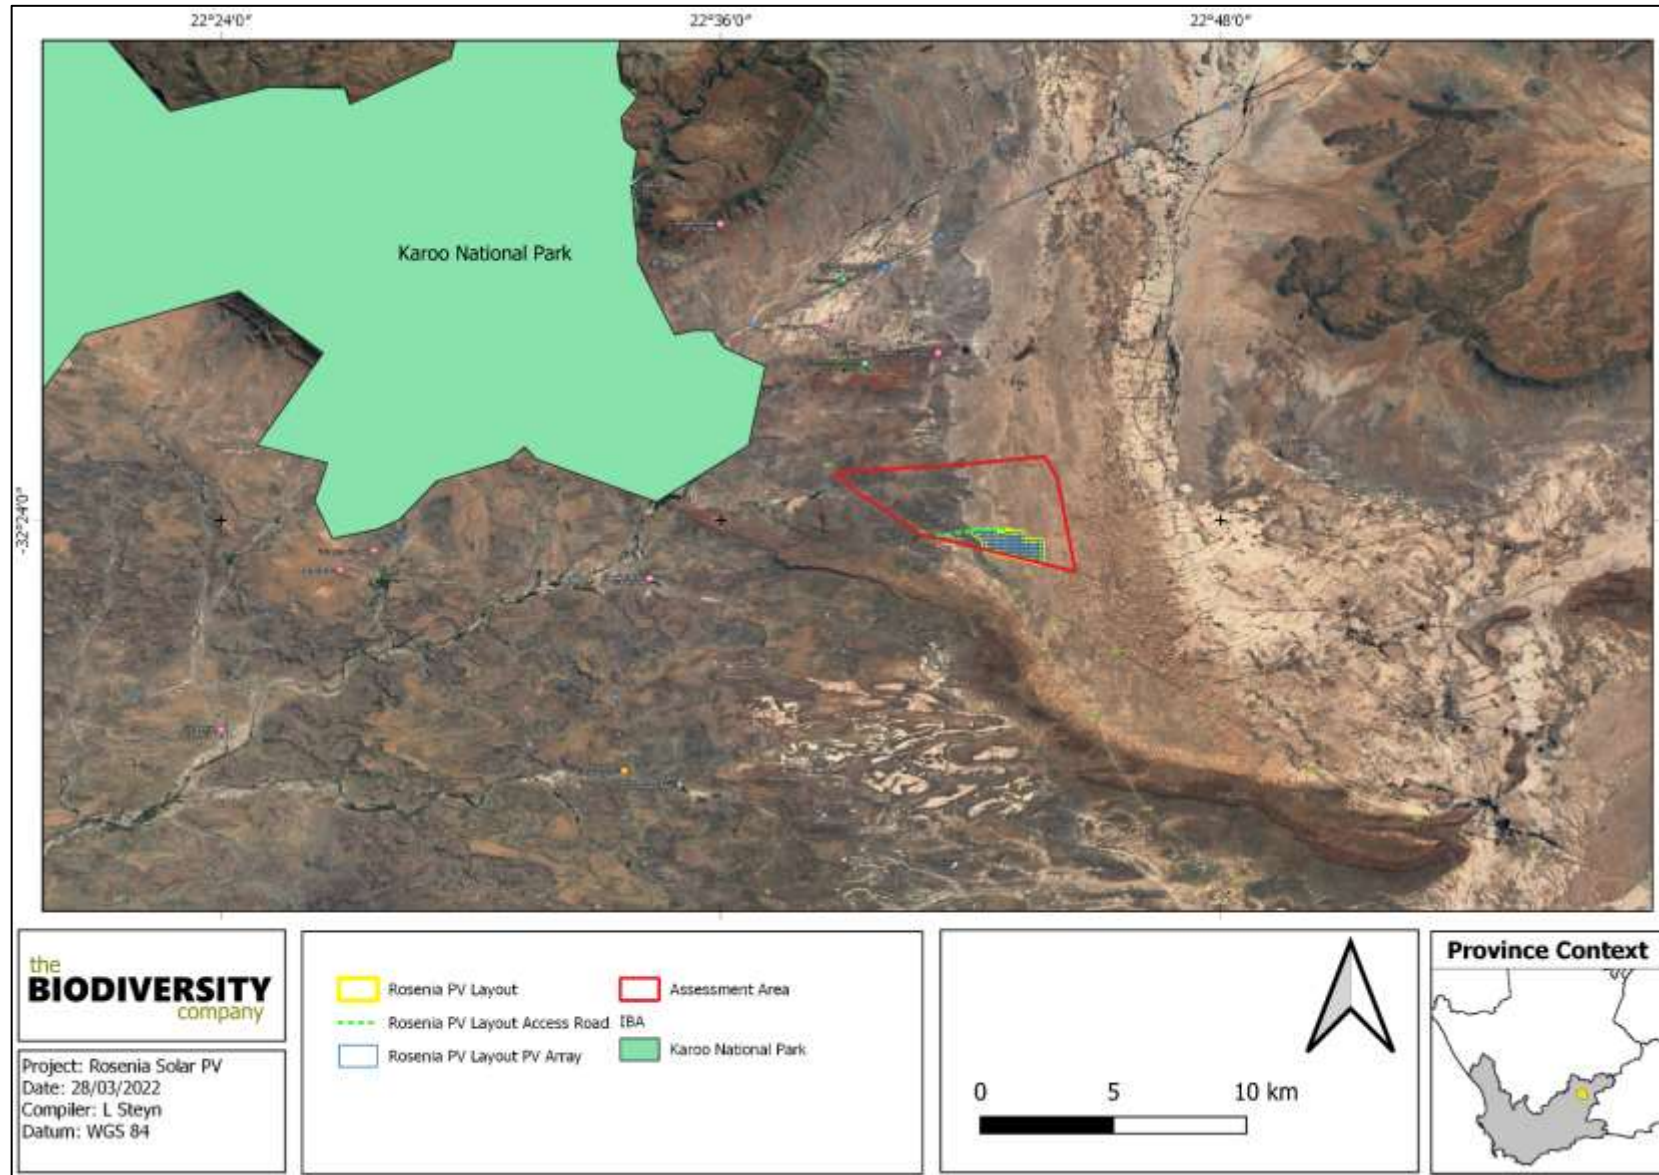 22°24'0"
22°36'0"
22°48'0"
-32°24'0"
Karoo National Park
the
BIODIVERSITY
company
Project: Rosenia Solar PV
Date: 28/03/2022
Compiler: L Steyn
Datum: WGS 84
Rosenia PV Layout
Rosenia PV Layout Access Road
Rosenia PV Layout PV Array
Assessment Area
IBA
Karoo National Park
0 5 10 km
Province Context